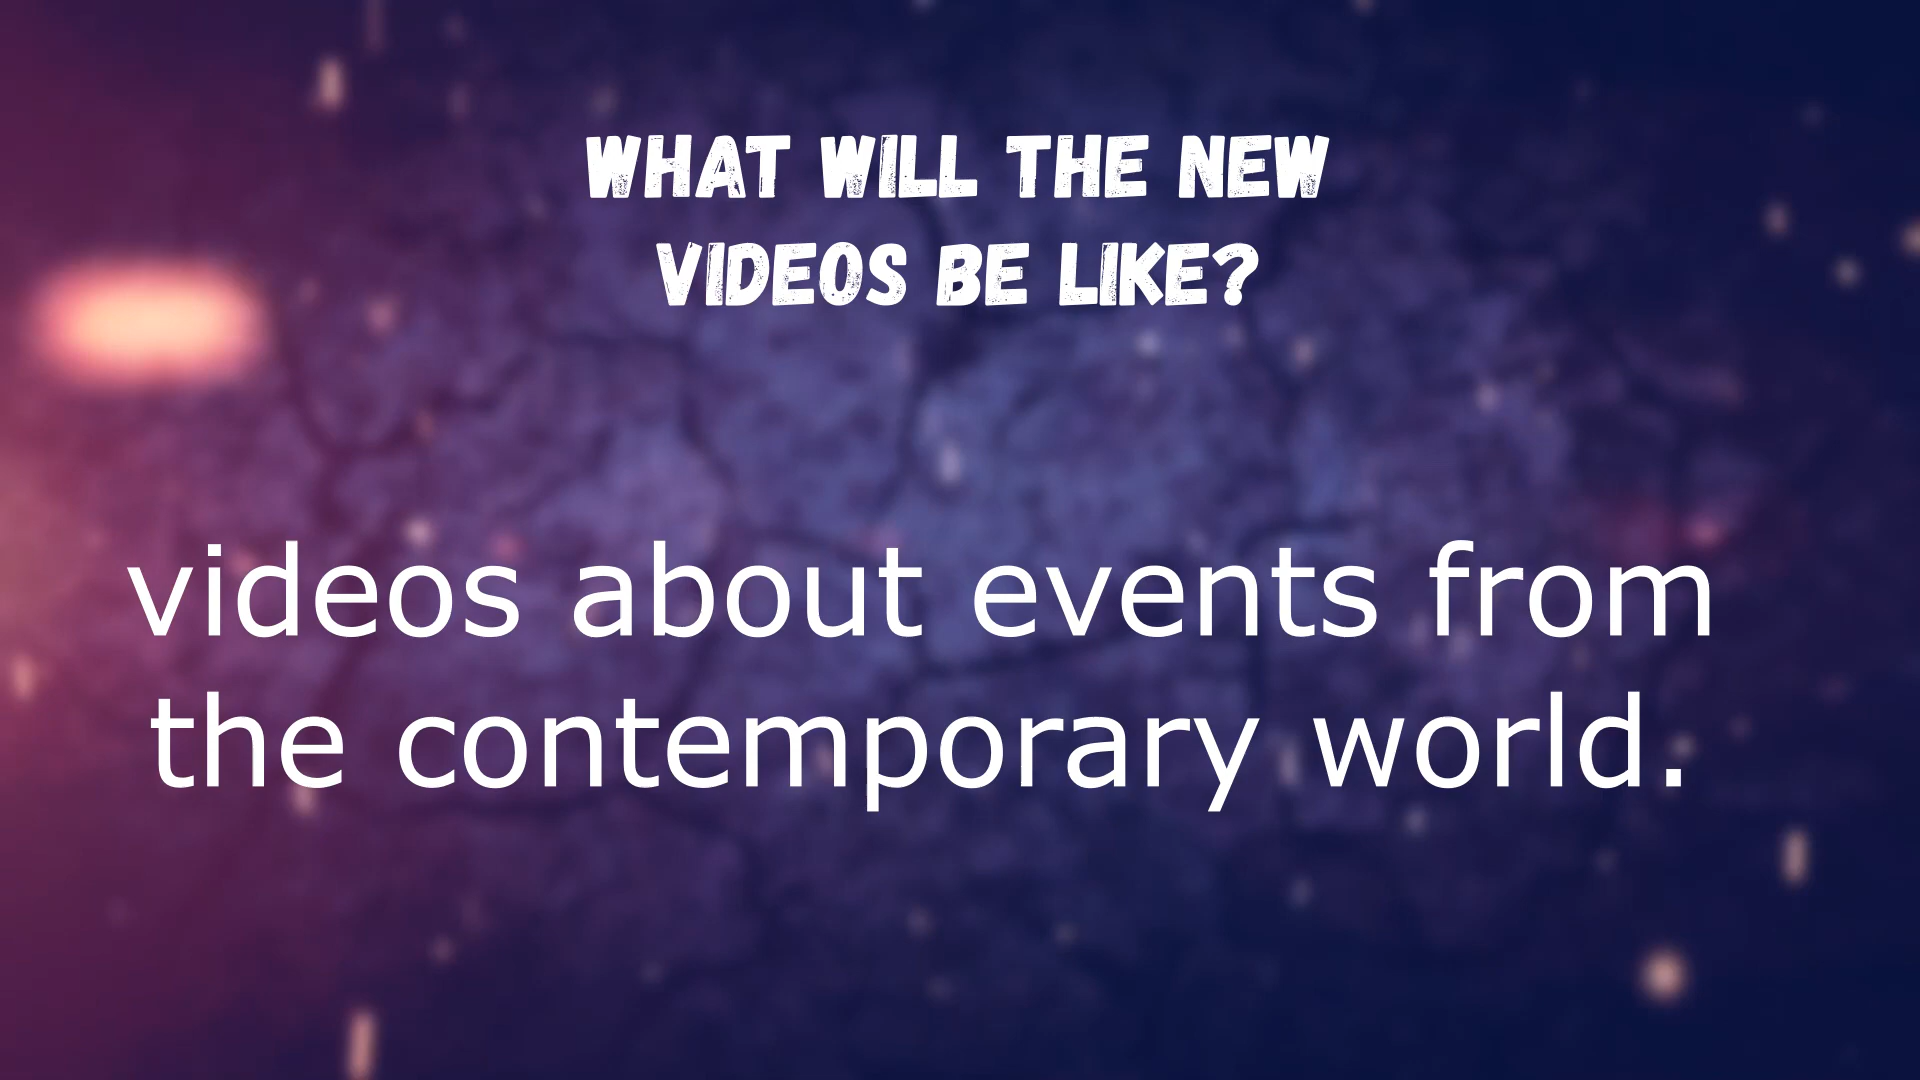 WHAT WILL THE NEW
VIDEOS BE LIKE?
videos about events from
the contemporary world.